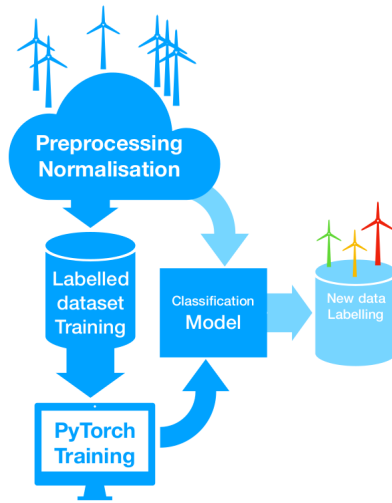 Preprocessing
Normalisation
Labelled
dataset
Training
Classification
Model
New data
Labelling
PyTorch
Training